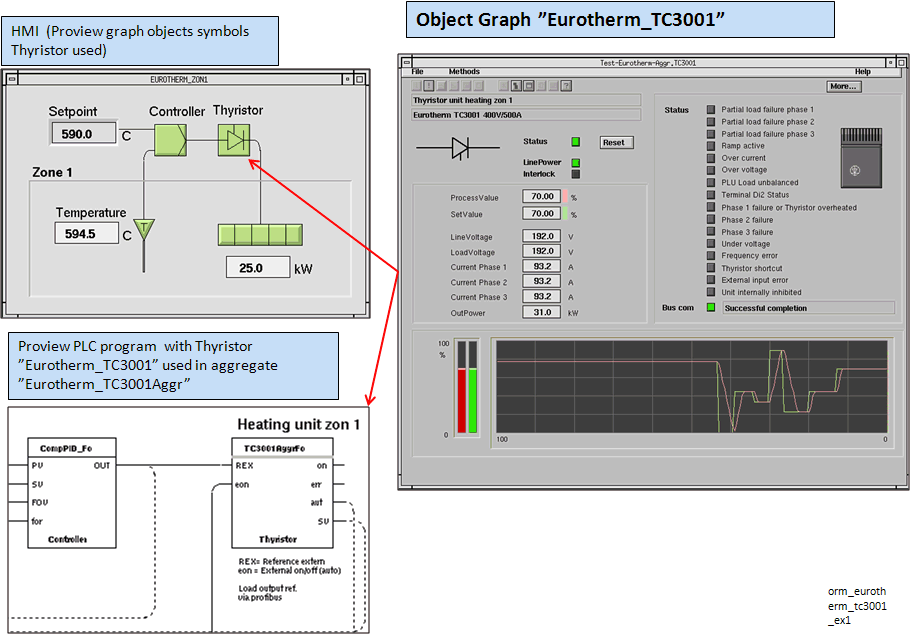 HMI (Proview graph objects symbols
Thyristor used)
EUROTHERM_ZON1
Setpoint
Controller
Thyristor
590.0 C
Zone 1
Temperature
594.5 C
T
25.0 kW
Proview PLC program with Thyristor
”Eurotherm_TC3001” used in aggregate
”Eurotherm_TC3001Aggr”
Heating unit zon 1
CompPID_Fo
PV OUT
SV
FOV
for
Controller
TC3001AggrFo
REX on
eon err
aut
SV
Thyristor
REX= Reference extern
eon = External on/off (auto)
Load output ref.
via profibus
Object Graph ”Eurotherm_TC3001”
Test-Eurotherm-Aggr.TC3001
File Methods Help
More...
Thyristor unit heating zon 1
Eurotherm TC3001 400V/500A
Status Reset
LinePower
Interlock
ProcessValue 70.00 %
SetValue 70.00 %
LineVoltage 192.0 V
LoadVoltage 192.0 V
Current Phase 1 93.2 A
Current Phase 2 93.2 A
Current Phase 3 93.2 A
OutPower 31.0 kW
Status Partial load failure phase 1
Partial load failure phase 2
Partial load failure phase 3
Ramp active
Over current
Over voltage
PLU Load unbalanced
Terminal Di2 Status
Phase 1 failure or Thyristor overheated
Phase 2 failure
Phase 3 failure
Under voltage
Frequency error
Thyristor shortcut
External input error
Unit internally inhibited
Bus com Successful completion
100
%
0
100 0
orm_euroth
erm_tc3001
_ex1